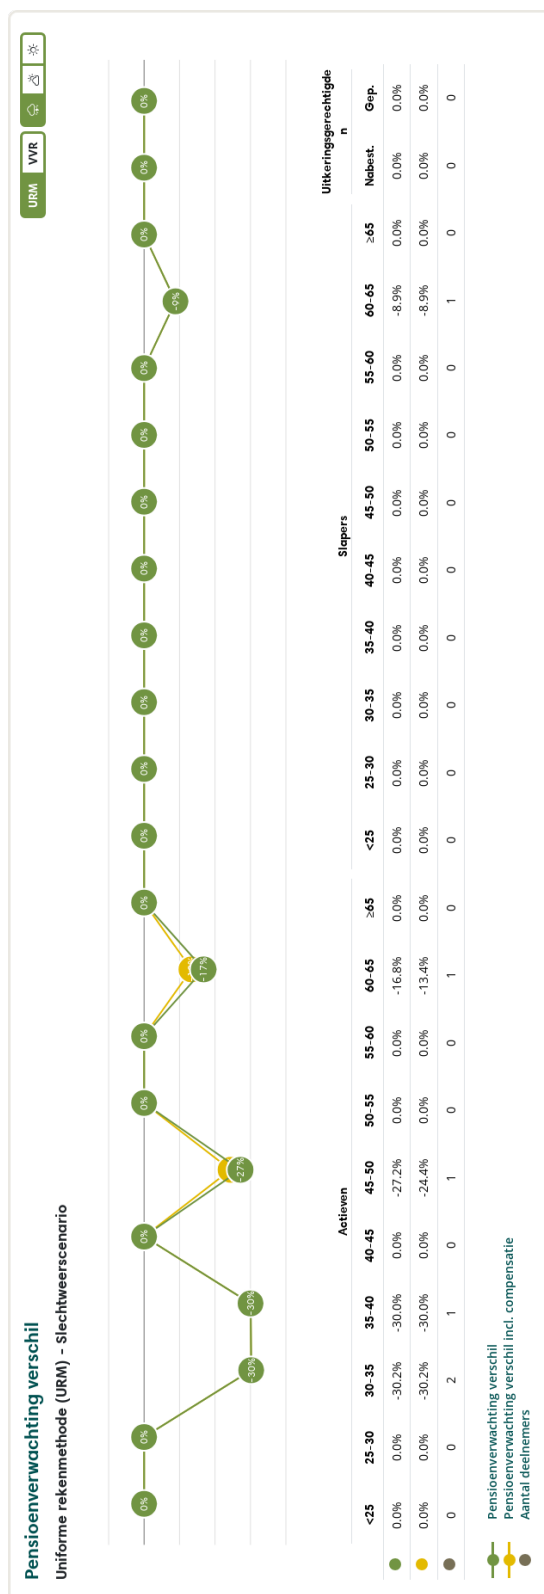 Pensioenverwachting verschil
Uniforme rekenmethode (URM) - Slechtweerscenario
URM VVR
0% 0% -30% -30% 0% -27% 0% 0% -17% 0% 0% 0% 0% 0% 0% 0% 0% 0% -9% 0% 0% 0%
Actieven Slapers Uitkeringsgerechtigde
n
<25 25-30 30-35 35-40 40-45 45-50 50-55 55-60 60-65 ≥65 <25 25-30 30-35 35-40 40-45 45-50 50-55 55-60 60-65 ≥65 Nabest. Gep.
0.0% 0.0% -30.2% -30.0% 0.0% -27.2% 0.0% 0.0% -16.8% 0.0% 0.0% 0.0% 0.0% 0.0% 0.0% 0.0% 0.0% 0.0% -8.9% 0.0% 0.0% 0.0%
0.0% 0.0% -30.2% -30.0% 0.0% -24.4% 0.0% 0.0% -13.4% 0.0% 0.0% 0.0% 0.0% 0.0% 0.0% 0.0% 0.0% 0.0% -8.9% 0.0% 0.0% 0.0%
0 0 2 1 0 1 0 0 1 0 0 0 0 0 0 0 0 0 1 0 0 0
Pensioenverwachting verschil
Pensioenverwachting verschil incl. compensatie
Aantal deelnemers